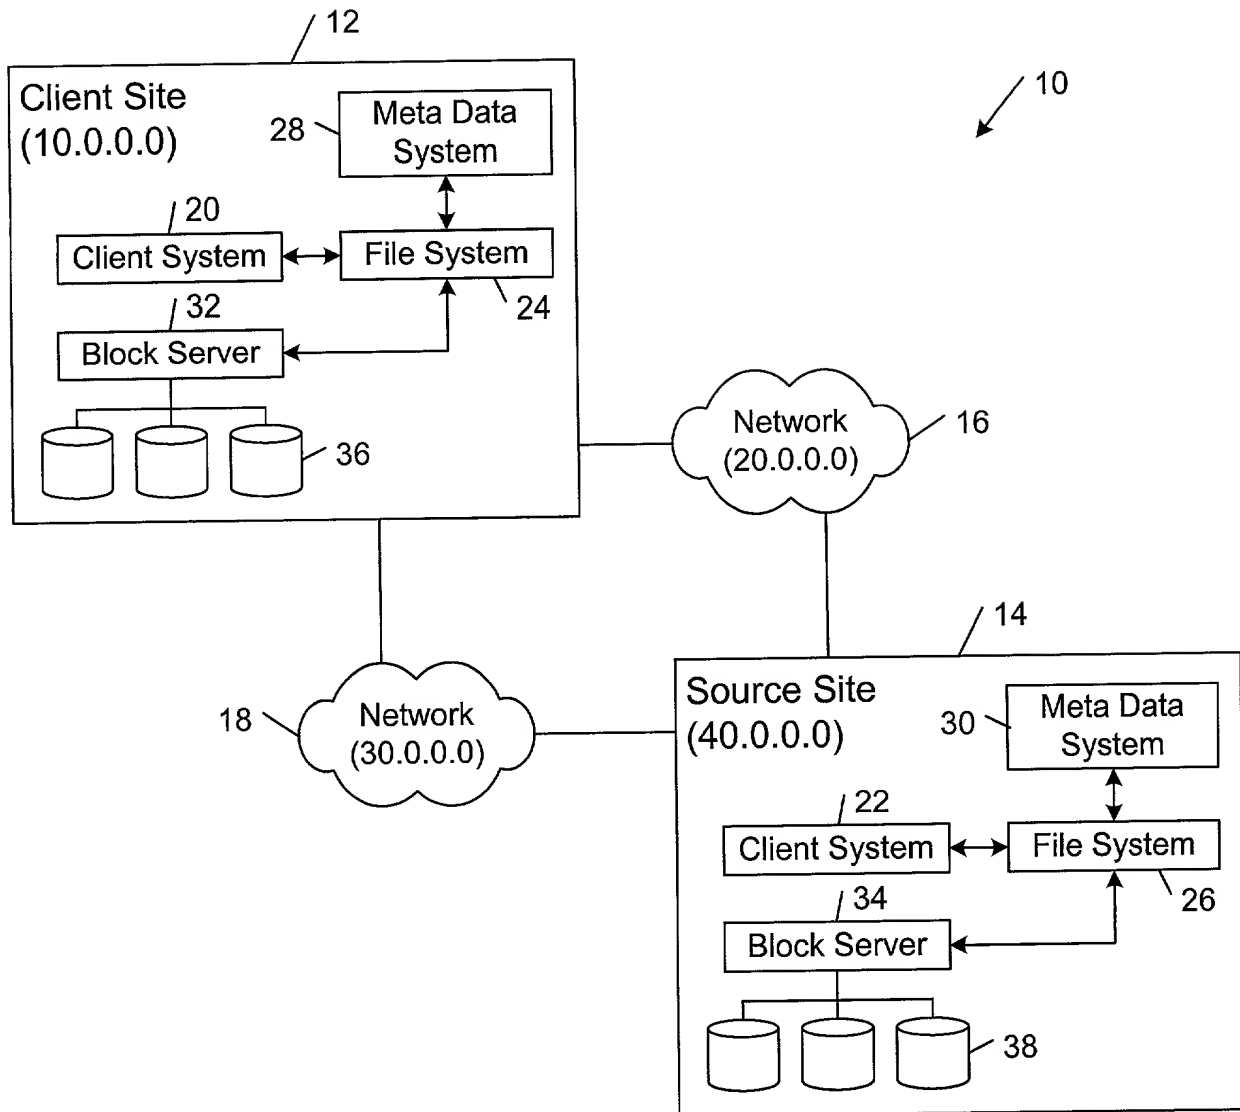 12
10
Client Site
(10.0.0.0)
28
Meta Data
System
20
Client System
File System
24
32
Block Server
36
Network
(20.0.0.0)
16
14
18
Network
(30.0.0.0)
Source Site
(40.0.0.0)
30
Meta Data
System
22
Client System
File System
26
34
Block Server
38